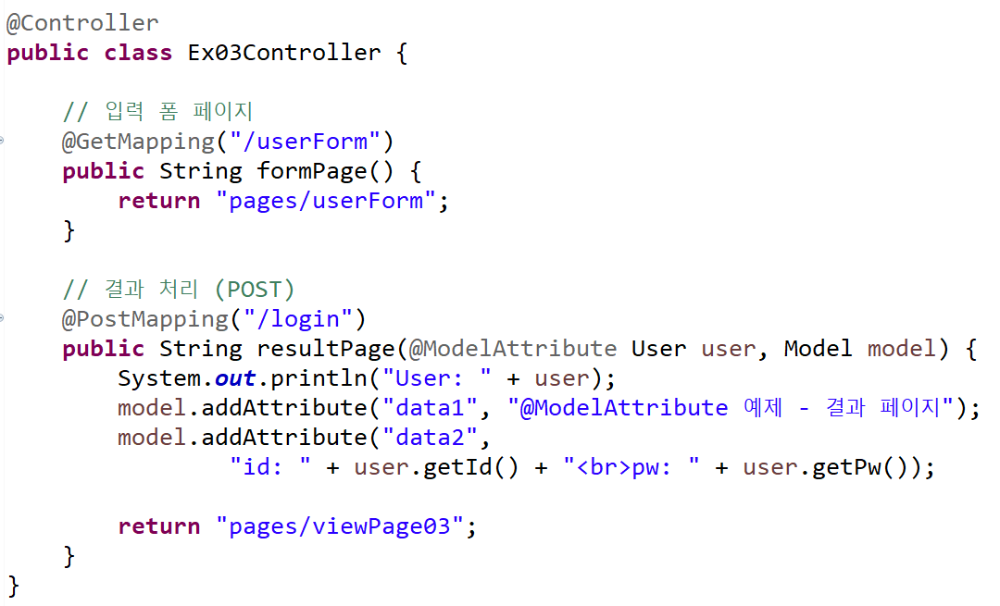 @Controller
public class Ex03Controller {
// 입력 폼 페이지
@GetMapping("/userForm")
public String formPage() {
return "pages/userForm";
}
// 결과 처리 (POST)
@PostMapping("/login")
public String resultPage(@ModelAttribute User user, Model model) {
System.out.println("User: " + user);
model.addAttribute("data1", "@ModelAttribute 예제 - 결과 페이지");
model.addAttribute("data2",
"id: " + user.getId() + "<br>pw: " + user.getPw());
return "pages/viewPage03";
}
}